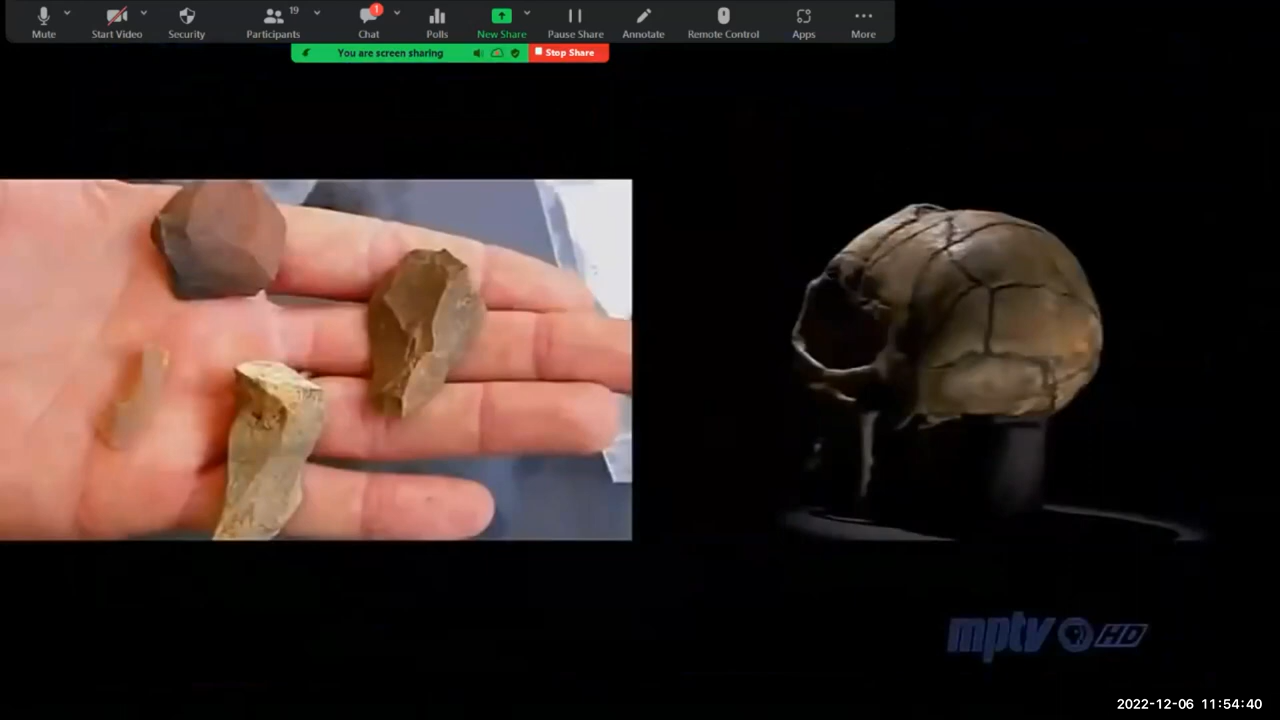 Mute
Start Video
Security
Participants
19
Chat
1
Polls
New Share
Pause Share
Annotate
Remote Control
Apps
More
You are screen sharing
Stop Share
mptv HD
2022-12-06 11:54:40